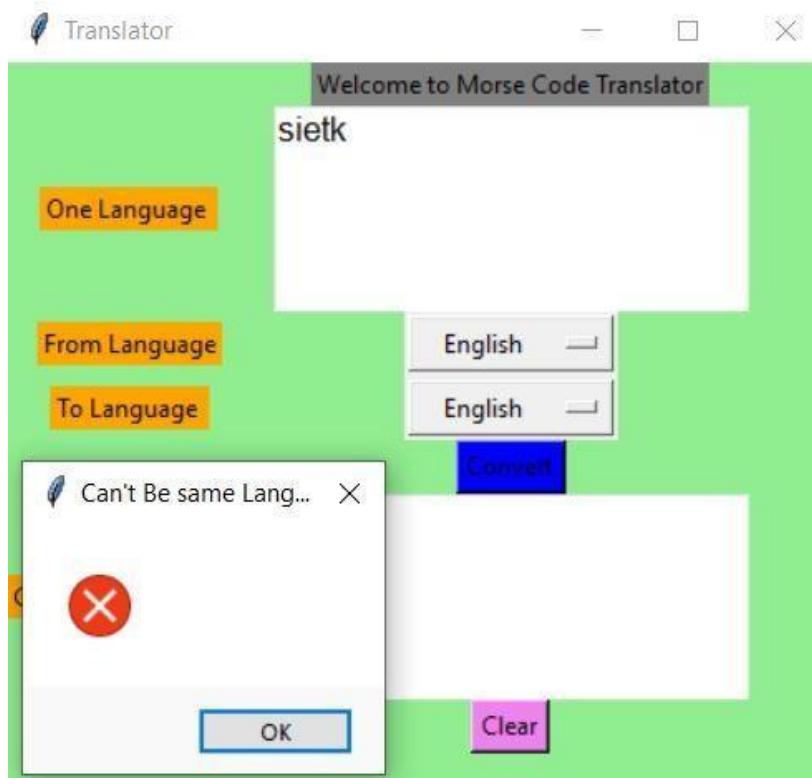 Translator
Welcome to Morse Code Translator
sietk
One Language
From Language
English
To Language
English
Convert
Can't Be same Lang...
OK
Clear